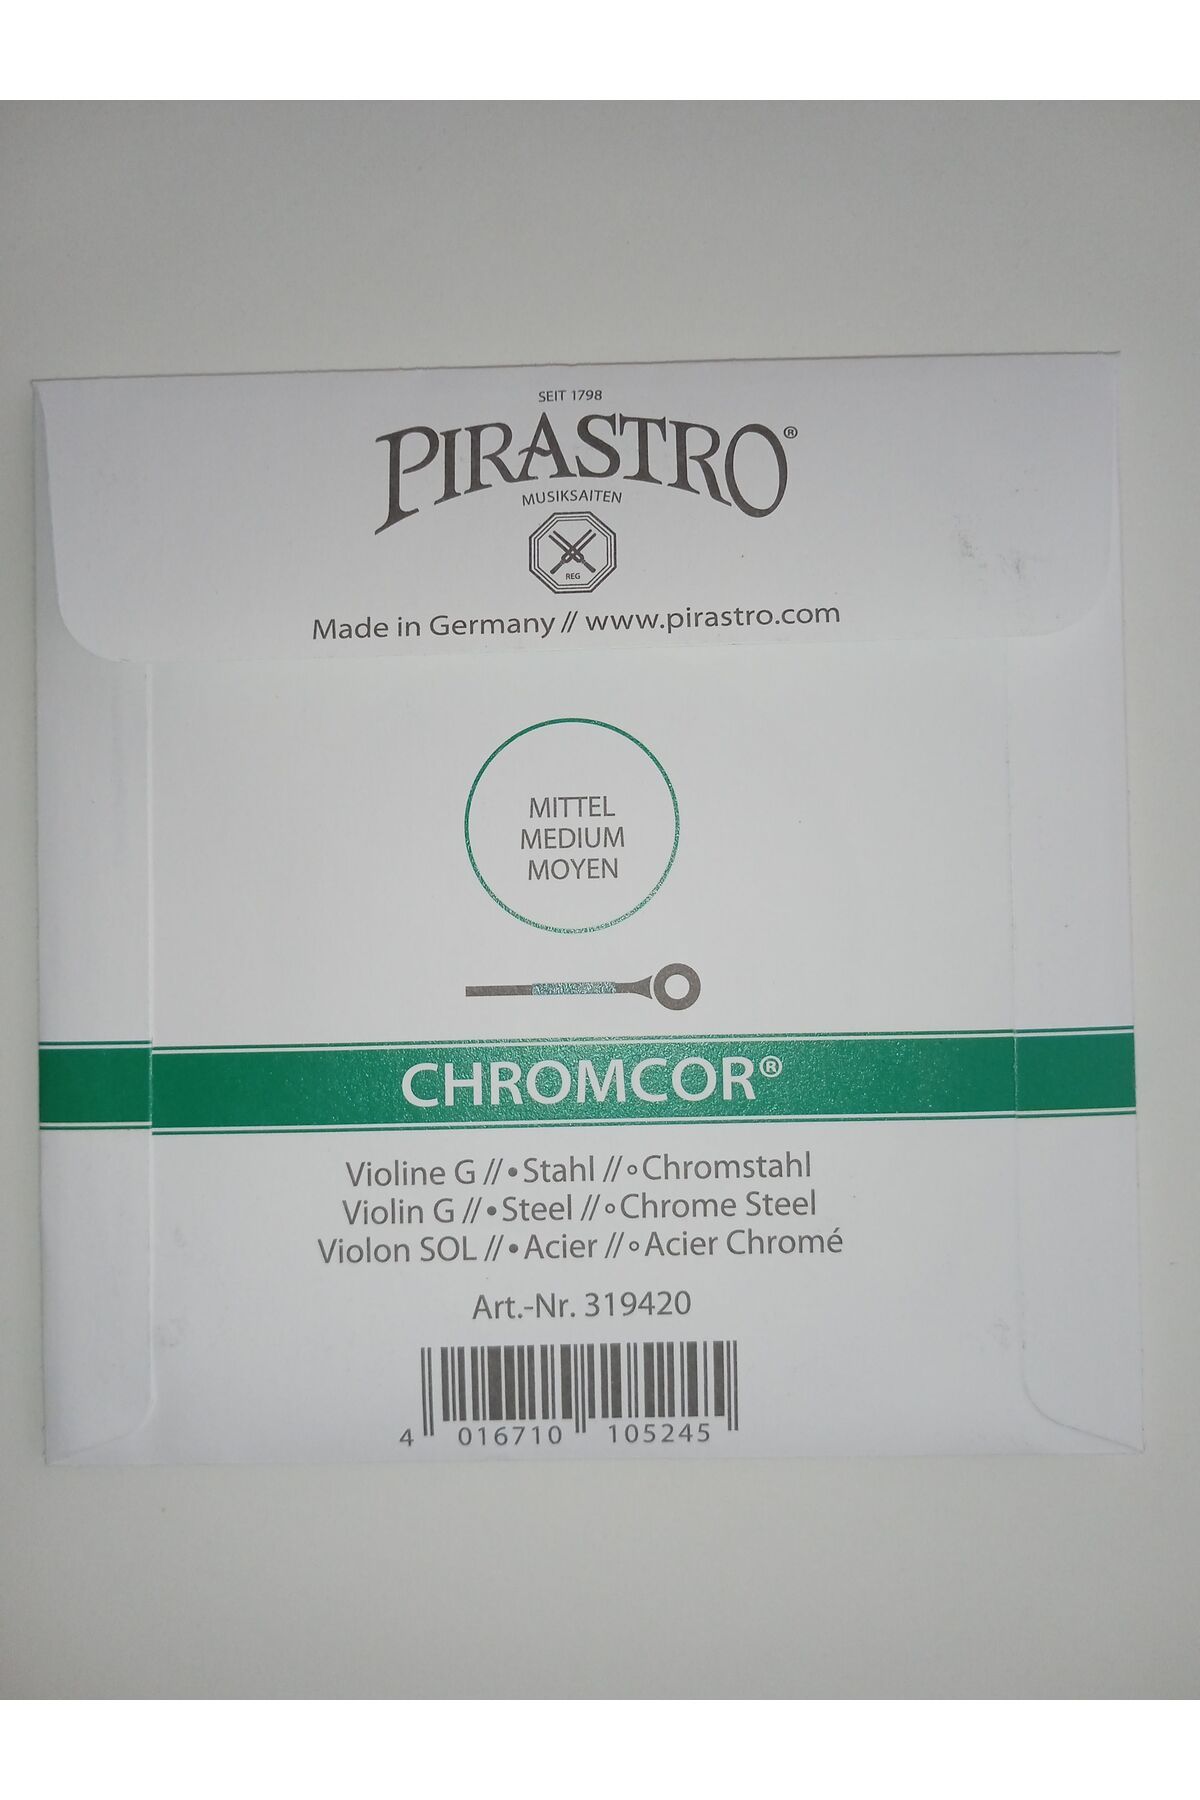 SEIT 1798
PIRASTRO®
MUSIKSAITEN
REG
Made in Germany // www.pirastro.com
MITTEL
MEDIUM
MOYEN
CHROMCOR®
Violine G // • Stahl // ∘ Chromstahl
Violin G // • Steel // ∘ Chrome Steel
Violon SOL // • Acier // ∘ Acier Chromé
Art.-Nr. 319420
4 016710 105245